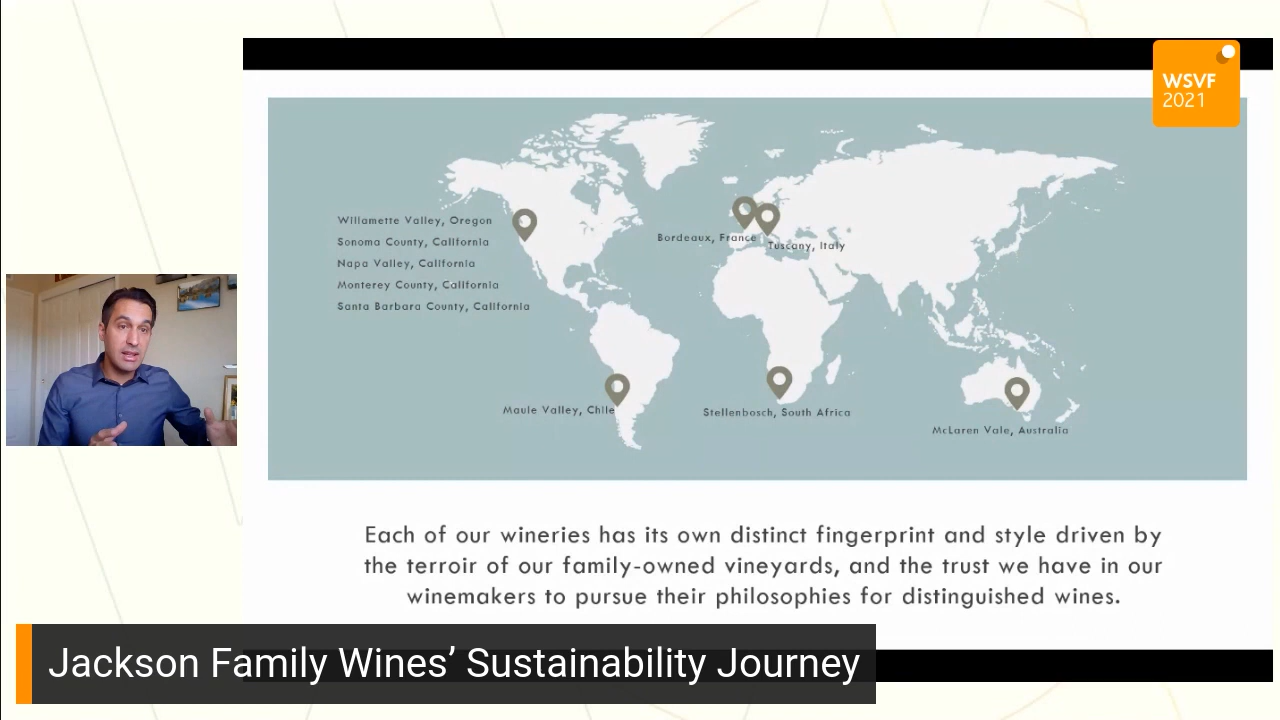 WSVF
2021
Willamette Valley, Oregon
Sonoma County, California
Napa Valley, California
Monterey County, California
Santa Barbara County, California
Bordeaux, France
Tuscany, Italy
Maule Valley, Chile
Stellenbosch, South Africa
McLaren Vale, Australia
Each of our wineries has its own distinct fingerprint and style driven by
the terroir of our family-owned vineyards, and the trust we have in our
winemakers to pursue their philosophies for distinguished wines.
Jackson Family Wines’ Sustainability Journey